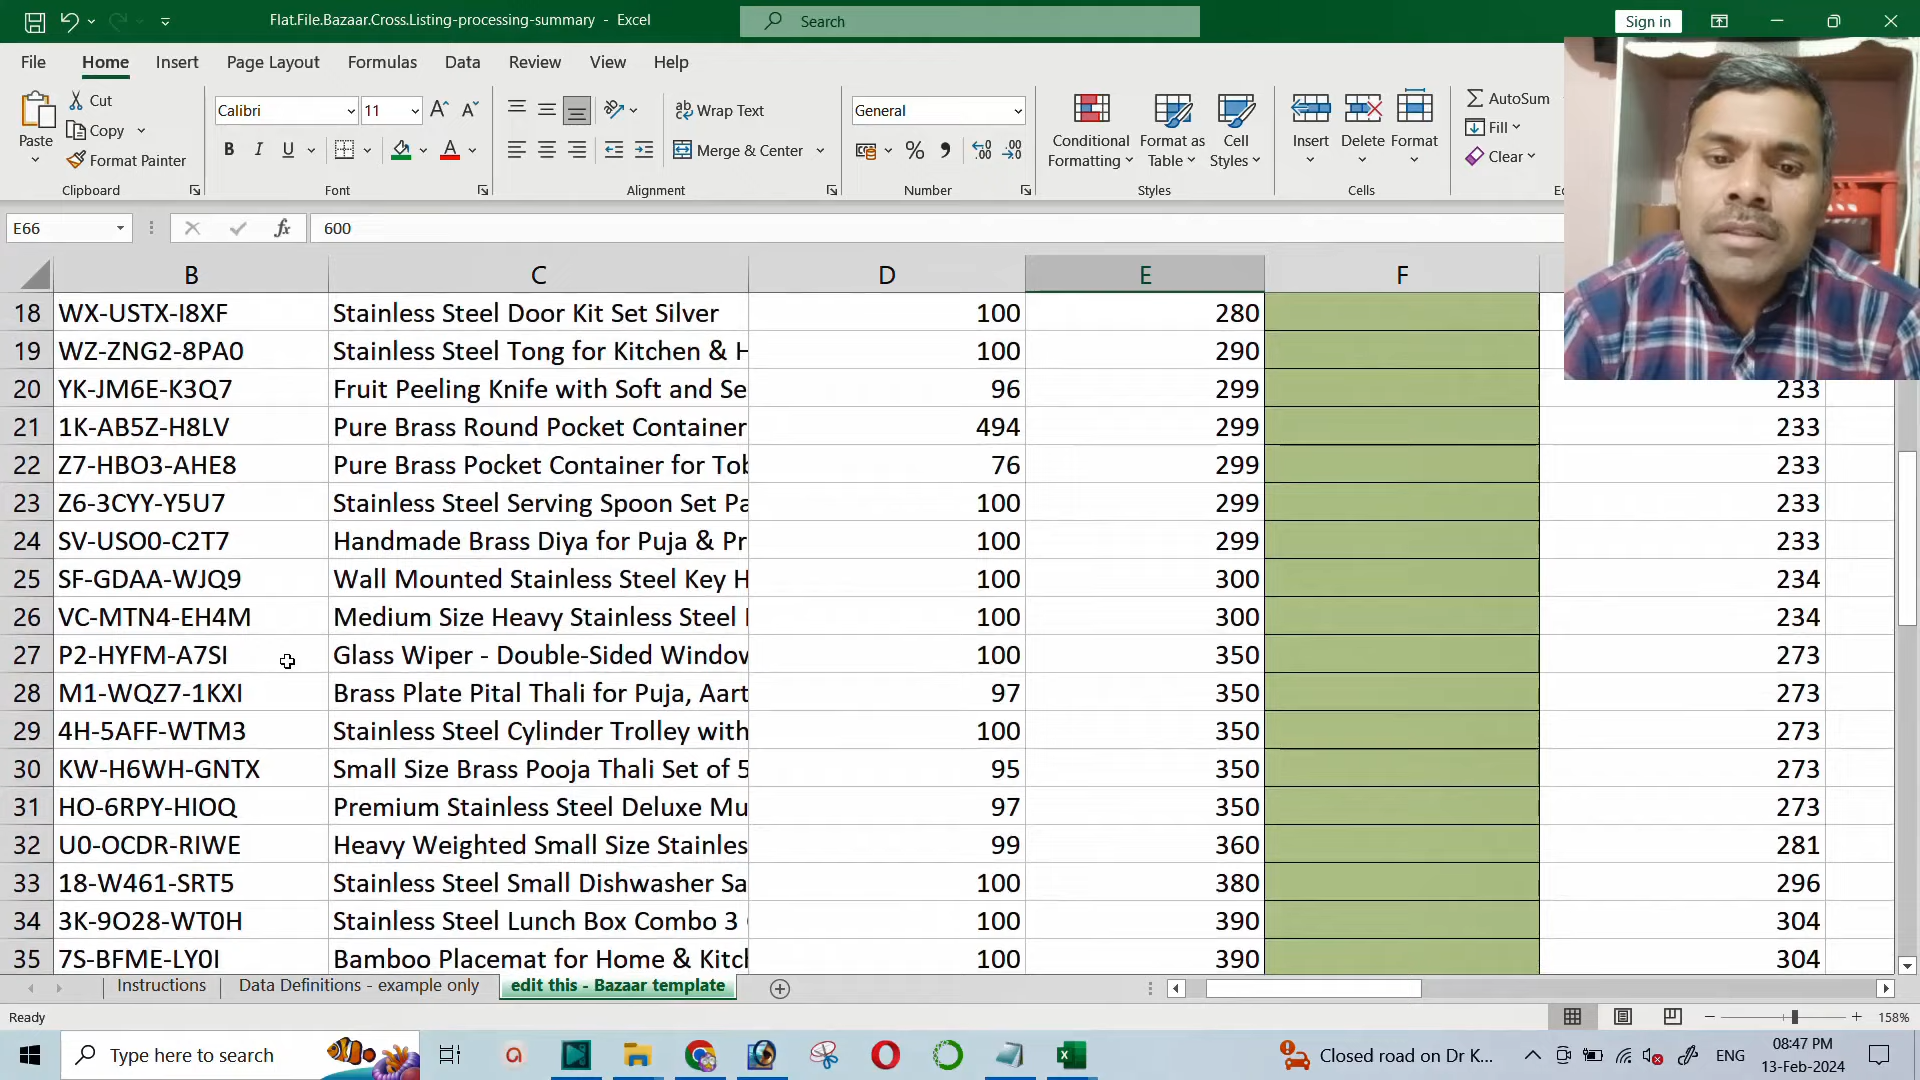 Flat.File.Bazaar.Cross.Listing-processing-summary - Excel
Search
Sign in
File Home Insert Page Layout Formulas Data Review View Help
Paste
Cut
Copy
Format Painter
Clipboard
Calibri 11
B I U A
Font
Wrap Text
Merge & Center
Alignment
General
% , .00
Number
Conditional Formatting
Format as Table
Cell Styles
Styles
Insert Delete Format
Cells
AutoSum
Fill
Clear
E66 fx 600
B C D E F
18 WX-USTX-I8XF Stainless Steel Door Kit Set Silver 100 280
19 WZ-ZNG2-8PA0 Stainless Steel Tong for Kitchen & H 100 290
20 YK-JM6E-K3Q7 Fruit Peeling Knife with Soft and Se 96 299 233
21 1K-AB5Z-H8LV Pure Brass Round Pocket Container 494 299 233
22 Z7-HBO3-AHE8 Pure Brass Pocket Container for Tob 76 299 233
23 Z6-3CYY-Y5U7 Stainless Steel Serving Spoon Set Pa 100 299 233
24 SV-USO0-C2T7 Handmade Brass Diya for Puja & Pr 100 299 233
25 SF-GDAA-WJQ9 Wall Mounted Stainless Steel Key H 100 300 234
26 VC-MTN4-EH4M Medium Size Heavy Stainless Steel 100 300 234
27 P2-HYFM-A7SI Glass Wiper - Double-Sided Window 100 350 273
28 M1-WQZ7-1KXI Brass Plate Pital Thali for Puja, Aart 97 350 273
29 4H-5AFF-WTM3 Stainless Steel Cylinder Trolley with 100 350 273
30 KW-H6WH-GNTX Small Size Brass Pooja Thali Set of 5 95 350 273
31 HO-6RPY-HIOQ Premium Stainless Steel Deluxe Mu 97 350 273
32 U0-OCDR-RIWE Heavy Weighted Small Size Stainles 99 360 281
33 18-W461-SRT5 Stainless Steel Small Dishwasher Sa 100 380 296
34 3K-9O28-WT0H Stainless Steel Lunch Box Combo 3 100 390 304
35 7S-BFME-LY0I Bamboo Placemat for Home & Kitch 100 390 304
Instructions Data Definitions - example only edit this - Bazaar template
Ready 158%
Type here to search
Closed road on Dr K...
ENG
08:47 PM
13-Feb-2024